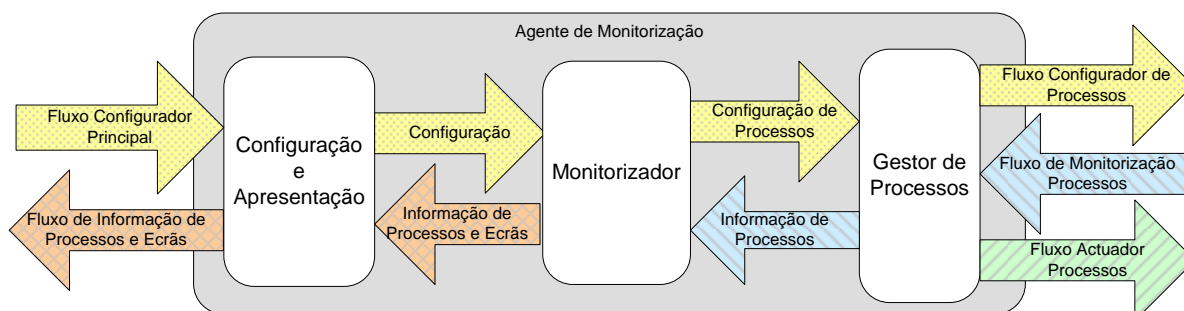 Agente de Monitorização
Fluxo Configurador
Principal
Fluxo de Informação de
Processos e Ecrãs
Configuração
e
Apresentação
Configuração
Informação de
Processos e Ecrãs
Monitorizador
Configuração de
Processos
Informação de
Processos
Gestor de
Processos
Fluxo Configurador de
Processos
Fluxo de Monitorização
Processos
Fluxo Actuador
Processos